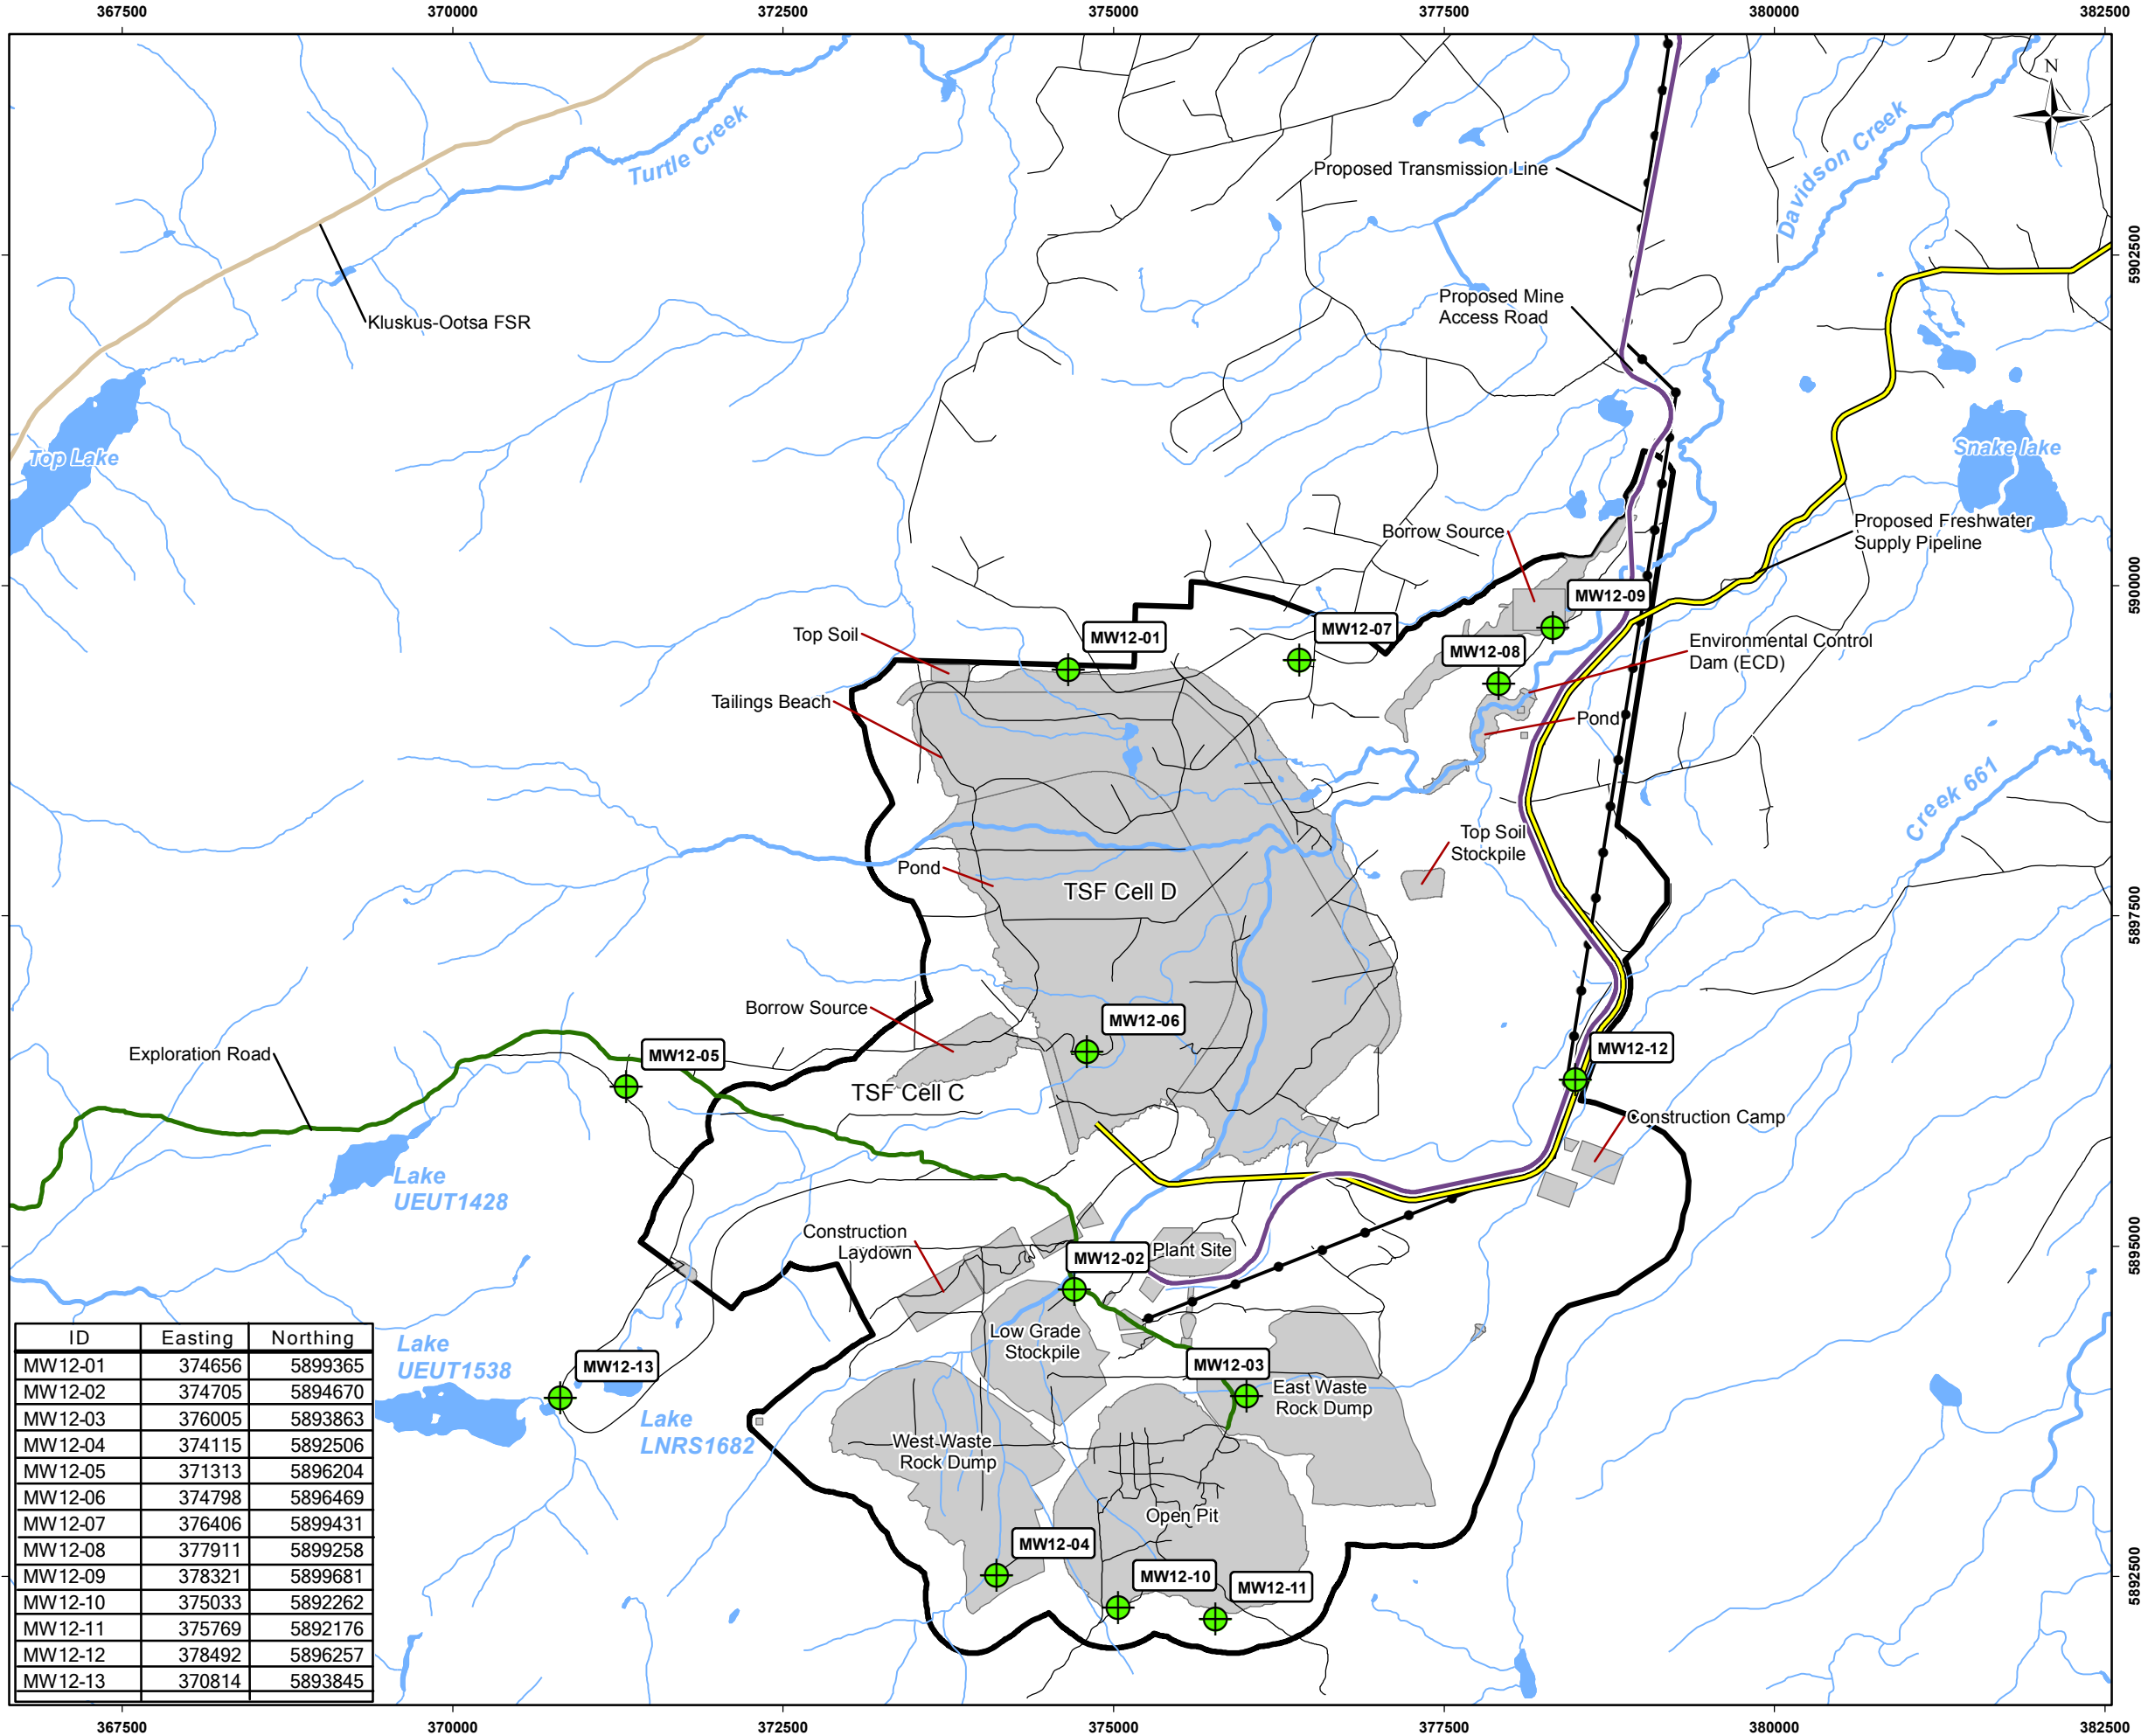 367500 370000 372500 375000 377500 380000 382500
N
Turtle Creek
Davidson Creek
Proposed Transmission Line
5902500
Proposed Mine
Access Road
Kluskus-Ootsa FSR
Top Lake
Snake lake
Borrow Source
Proposed Freshwater
Supply Pipeline
5900000
MW12-09
MW12-07
MW12-01
Top Soil
MW12-08
Environmental Control
Dam (ECD)
Tailings Beach
Pond
Creek 661
Top Soil
Stockpile
Pond
TSF Cell D
5897500
Borrow Source
MW12-06
MW12-05
Exploration Road
MW12-12
TSF Cell C
Construction Camp
Lake
UEUT1428
Construction
Laydown
MW12-02
Plant Site
5895000
Low Grade
Stockpile
Lake
UEUT1538
MW12-13
MW12-03
East Waste
Rock Dump
Lake
LNRS1682
West Waste
Rock Dump
Open Pit
MW12-04
MW12-10
MW12-11
5892500
ID Easting Northing
MW12-01 374656 5899365
MW12-02 374705 5894670
MW12-03 376005 5893863
MW12-04 374115 5892506
MW12-05 371313 5896204
MW12-06 374798 5896469
MW12-07 376406 5899431
MW12-08 377911 5899258
MW12-09 378321 5899681
MW12-10 375033 5892262
MW12-11 375769 5892176
MW12-12 378492 5896257
MW12-13 370814 5893845
367500 370000 372500 375000 377500 380000 382500